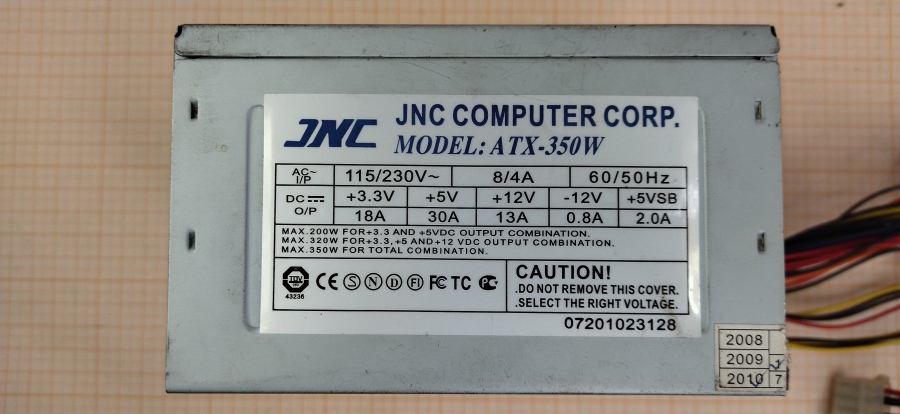 JNC
JNC COMPUTER CORP.
MODEL: ATX-350W
AC~ I/P 115/230V~ 8/4A 60/50Hz
DC O/P +3.3V +5V +12V -12V +5VSB
18A 30A 13A 0.8A 2.0A
MAX.200W FOR+3.3 AND +5VDC OUTPUT COMBINATION.
MAX.320W FOR+3.3,+5 AND+12 VDC OUTPUT COMBINATION.
MAX.350W FOR TOTAL COMBINATION.
TÜV
43236
CE S N D FI FC TC PC
CAUTION!
.DO NOT REMOVE THIS COVER.
.SELECT THE RIGHT VOLTAGE.
07201023128
2008
2009
2010 7